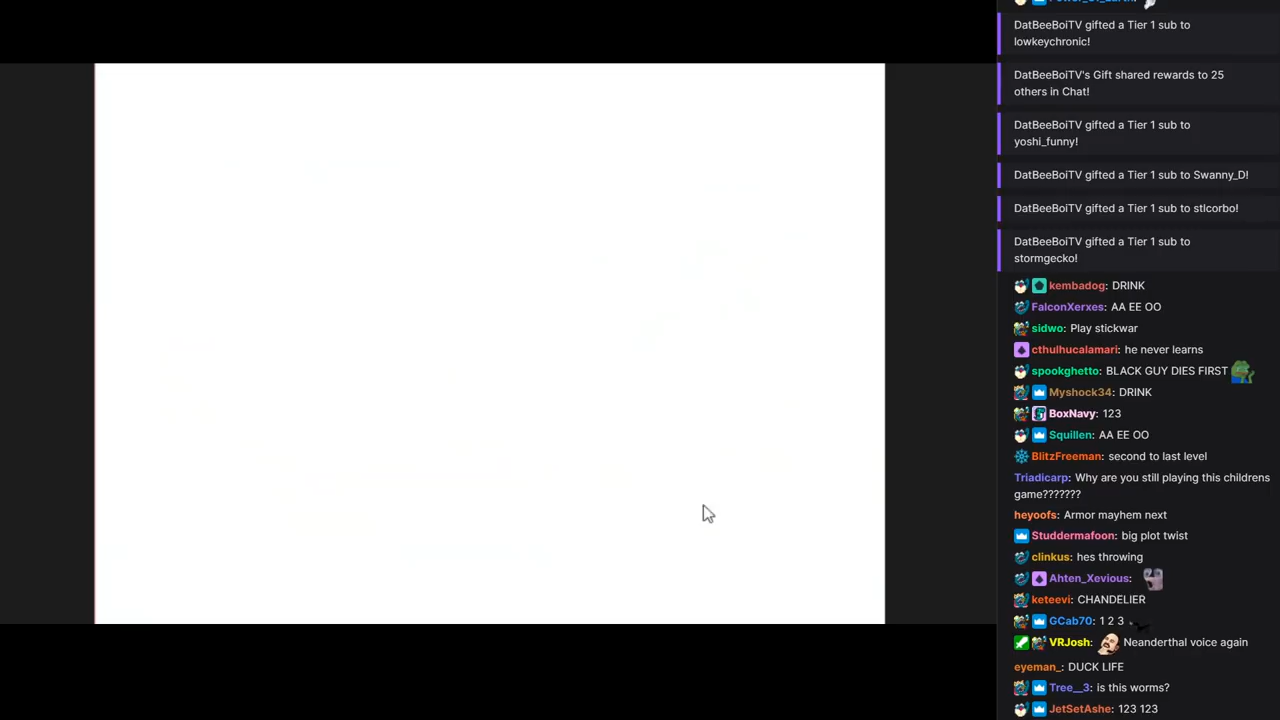 DatBeeBoiTV gifted a Tier 1 sub to
lowkeychronic!
DatBeeBoiTV's Gift shared rewards to 25
others in Chat!
DatBeeBoiTV gifted a Tier 1 sub to
yoshi_funny!
DatBeeBoiTV gifted a Tier 1 sub to Swanny_D!
DatBeeBoiTV gifted a Tier 1 sub to stlcorbo!
DatBeeBoiTV gifted a Tier 1 sub to
stormgecko!
kembadog: DRINK
FalconXerxes: AA EE OO
sidwo: Play stickwar
cthulhucalamari: he never learns
spookghetto: BLACK GUY DIES FIRST
Myshock34: DRINK
BoxNavy: 123
Squillen: AA EE OO
BlitzFreeman: second to last level
Triadicarp: Why are you still playing this childrens
game???????
heyoofs: Armor mayhem next
Studdermafoon: big plot twist
clinkus: hes throwing
Ahten_Xevious:
keteevi: CHANDELIER
GCab70: 1 2 3
VRJosh: Neanderthal voice again
eyeman_: DUCK LIFE
Tree__3: is this worms?
JetSetAshe: 123 123